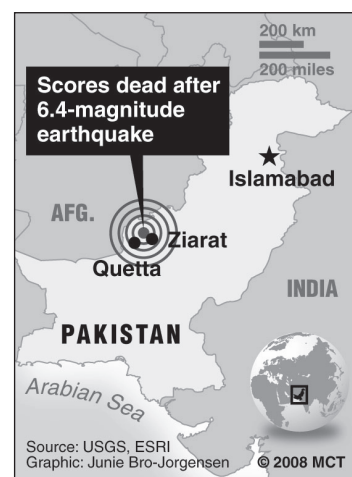 200 km
200 miles
Scores dead after
6.4-magnitude
earthquake
Islamabad
AFG.
Ziarat
Quetta
INDIA
PAKISTAN
Arabian Sea
Source: USGS, ESRI
Graphic: Junie Bro-Jorgensen
© 2008 MCT